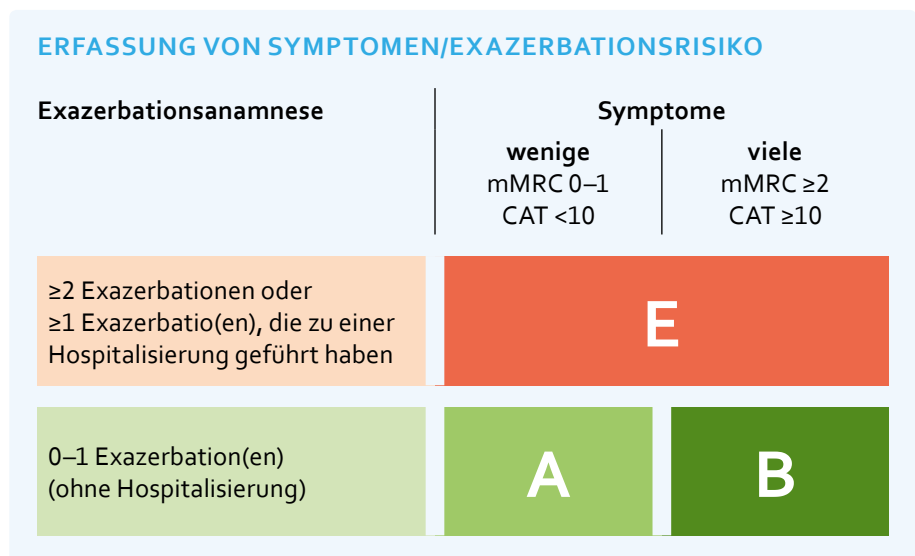 ERFASSUNG VON SYMPTOMEN/EXAZERBATIONSRISIKO
Exazerbationsanamnese
Symptome
wenige
mMRC 0–1
CAT <10
viele
mMRC ≥2
CAT ≥10
≥2 Exazerbationen oder
≥1 Exazerbatio(en), die zu einer
Hospitalisierung geführt haben
E
0–1 Exazerbation(en)
(ohne Hospitalisierung)
A
B